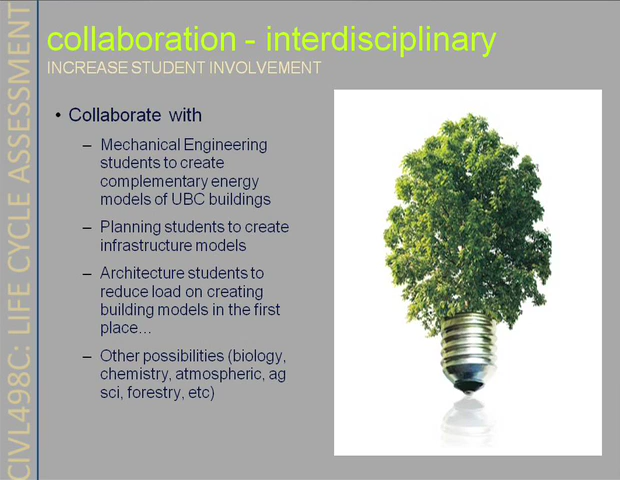 CIVL498C: LIFE CYCLE ASSESSMENT
collaboration - interdisciplinary
INCREASE STUDENT INVOLVEMENT
• Collaborate with
– Mechanical Engineering
students to create
complementary energy
models of UBC buildings
– Planning students to create
infrastructure models
– Architecture students to
reduce load on creating
building models in the first
place…
– Other possibilities (biology,
chemistry, atmospheric, ag
sci, forestry, etc)